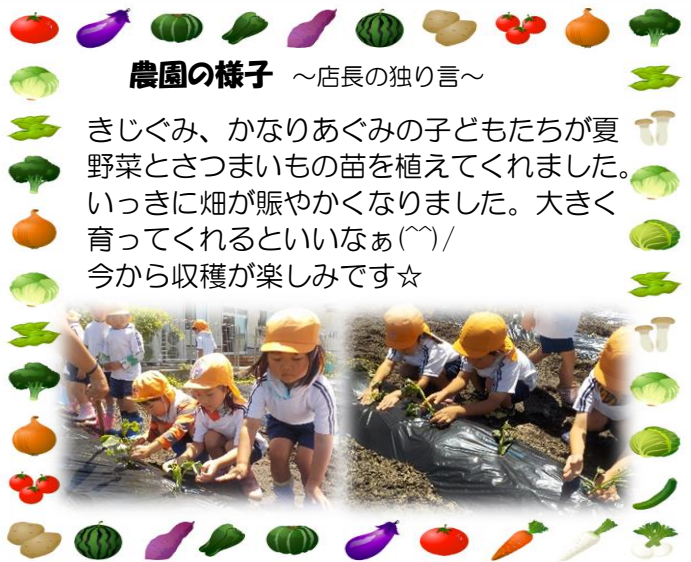 農園の様子 ～店長の独り言～
きじぐみ、かなりあぐみの子どもたちが夏
野菜とさつまいもの苗を植えてくれました。
いっきに畑が賑やかくなりました。大きく
育ってくれるといいなぁ(^^)/
今から収穫が楽しみです☆